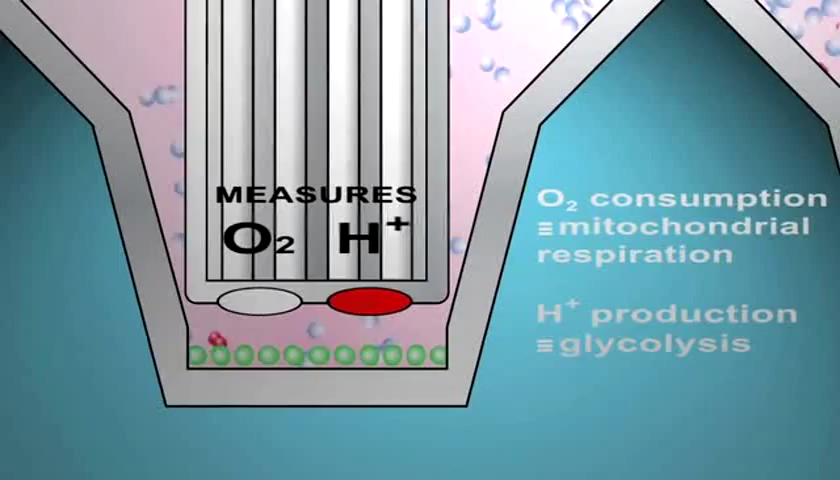 MEASURES
O₂ H⁺
O₂ consumption
≡mitochondrial
respiration
H⁺ production
≡glycolysis